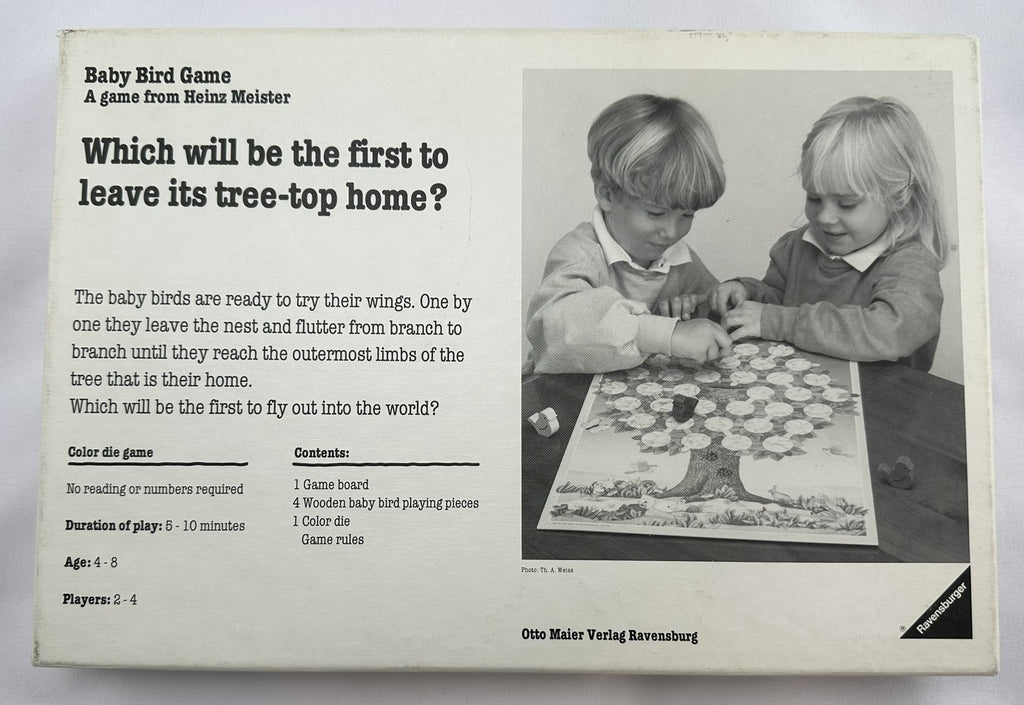 Baby Bird Game
A game from Heinz Meister
Which will be the first to
leave its tree-top home?
The baby birds are ready to try their wings. One by
one they leave the nest and flutter from branch to
branch until they reach the outermost limbs of the
tree that is their home.
Which will be the first to fly out into the world?
Color die game
No reading or numbers required
Duration of play: 5 - 10 minutes
Age: 4 - 8
Players: 2 - 4
Contents:
1 Game board
4 Wooden baby bird playing pieces
1 Color die
Game rules
Photo: Th. A. Weiss
Otto Maier Verlag Ravensburg
® Ravensburger